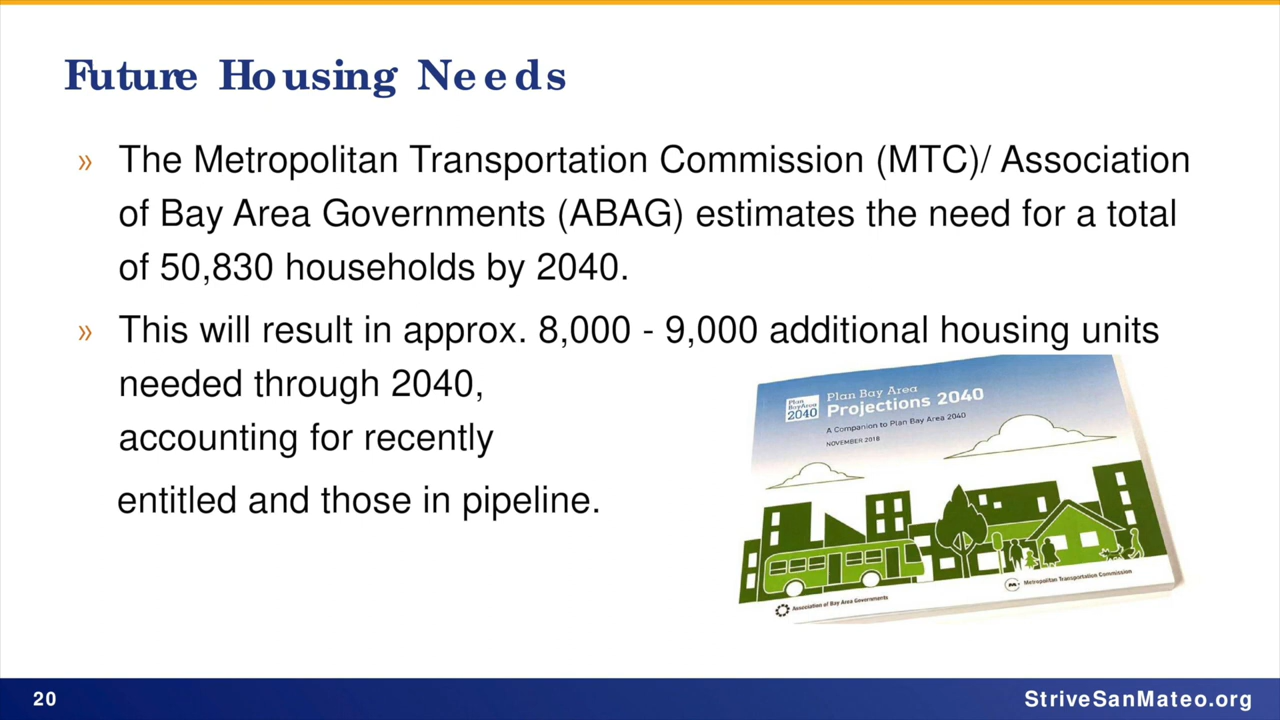 Future Housing Needs
» The Metropolitan Transportation Commission (MTC)/ Association
of Bay Area Governments (ABAG) estimates the need for a total
of 50,830 households by 2040.
» This will result in approx. 8,000 - 9,000 additional housing units
needed through 2040,
accounting for recently
entitled and those in pipeline.
Plan
BayArea
2040
Plan Bay Area
Projections 2040
A Companion to Plan Bay Area 2040
NOVEMBER 2018
Association of Bay Area Governments
Metropolitan Transportation Commission
20
StriveSanMateo.org